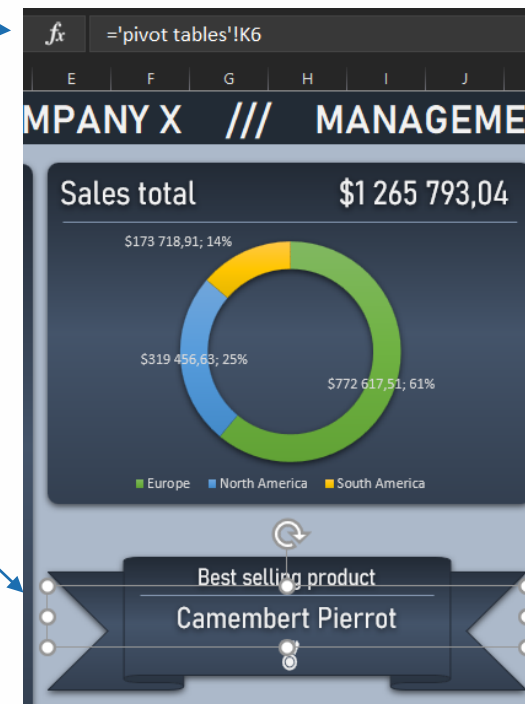 fx ='pivot tables'!K6
E F G H I J
MPANY X /// MANAGEME
Sales total $1 265 793,04
$173 718,91; 14%
$319 456,63; 25%
$772 617,51; 61%
Europe North America South America
Best selling product
Camembert Pierrot